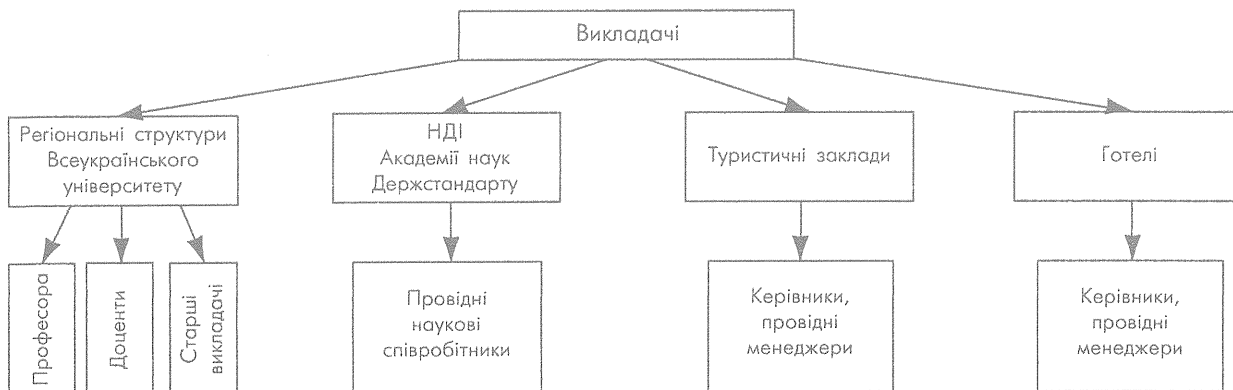 Викладачі
Регіональні структури
Всеукраїнського
університету
НДІ
Академії наук
Держстандарту
Туристичні заклади
Готелі
Професора
Доценти
Старші
викладачі
Провідні
наукові
співробітники
Керівники,
провідні
менеджери
Керівники,
провідні
менеджери